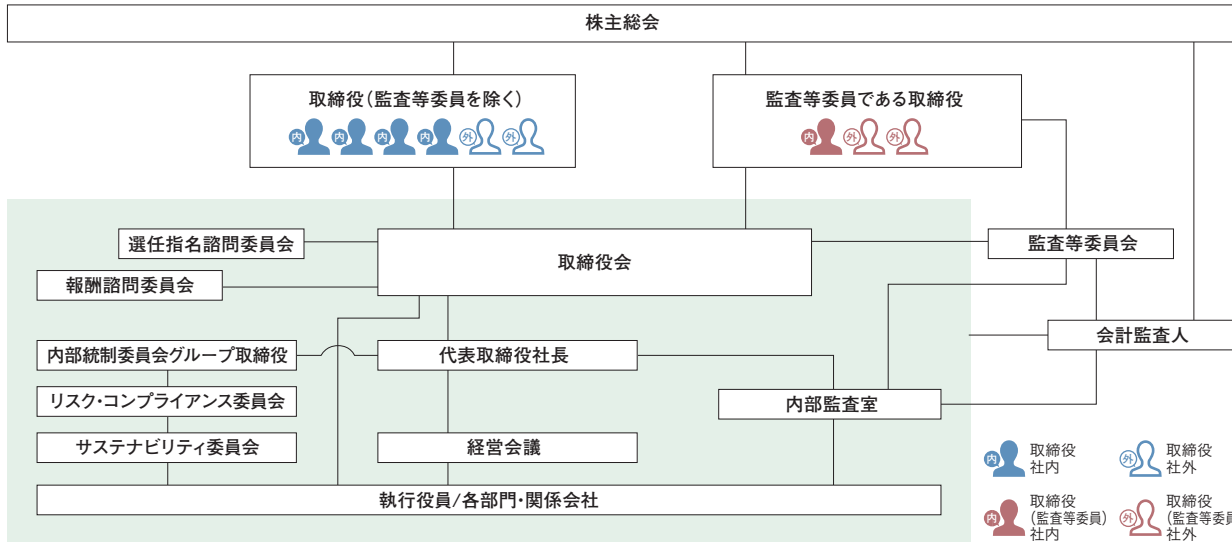 株主総会
取締役（監査等委員を除く）
内 内 内 内 外 外
監査等委員である取締役
内 外 外
選任指名諮問委員会
取締役会
監査等委員会
報酬諮問委員会
会計監査人
内部統制委員会グループ取締役
代表取締役社長
リスク・コンプライアンス委員会
内部監査室
サステナビリティ委員会
経営会議
執行役員/各部門・関係会社
内
取締役
社内
外
取締役
社外
内
取締役
（監査等委員）
社内
外
取締役
（監査等委員
社外